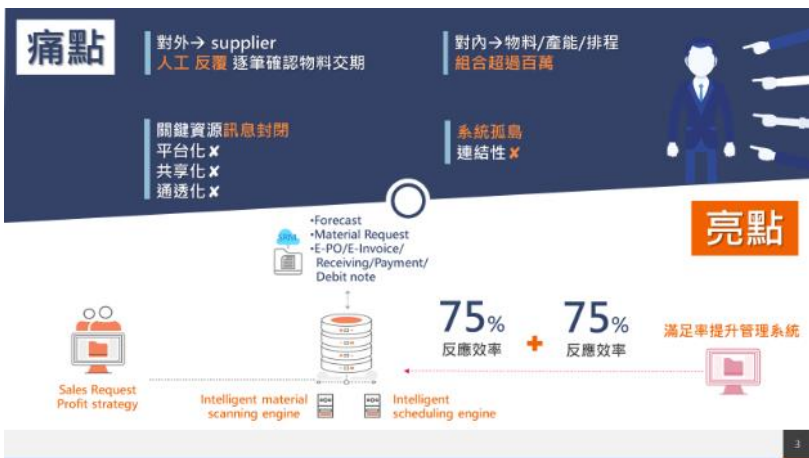 痛點
對外→ supplier
人工 反覆 逐筆確認物料交期
對內→物料/產能/排程
組合超過百萬
關鍵資源訊息封閉
平台化✘
共享化✘
通透化✘
系統孤島
連結性✘
亮點
SRM
•Forecast
•Material Request
•E-PO/E-Invoice/
Receiving/Payment/
Debit note
75%
反應效率
+
75%
反應效率
滿足率提升管理系統
Sales Request
Profit strategy
Intelligent material
scanning engine
Intelligent
scheduling engine
3